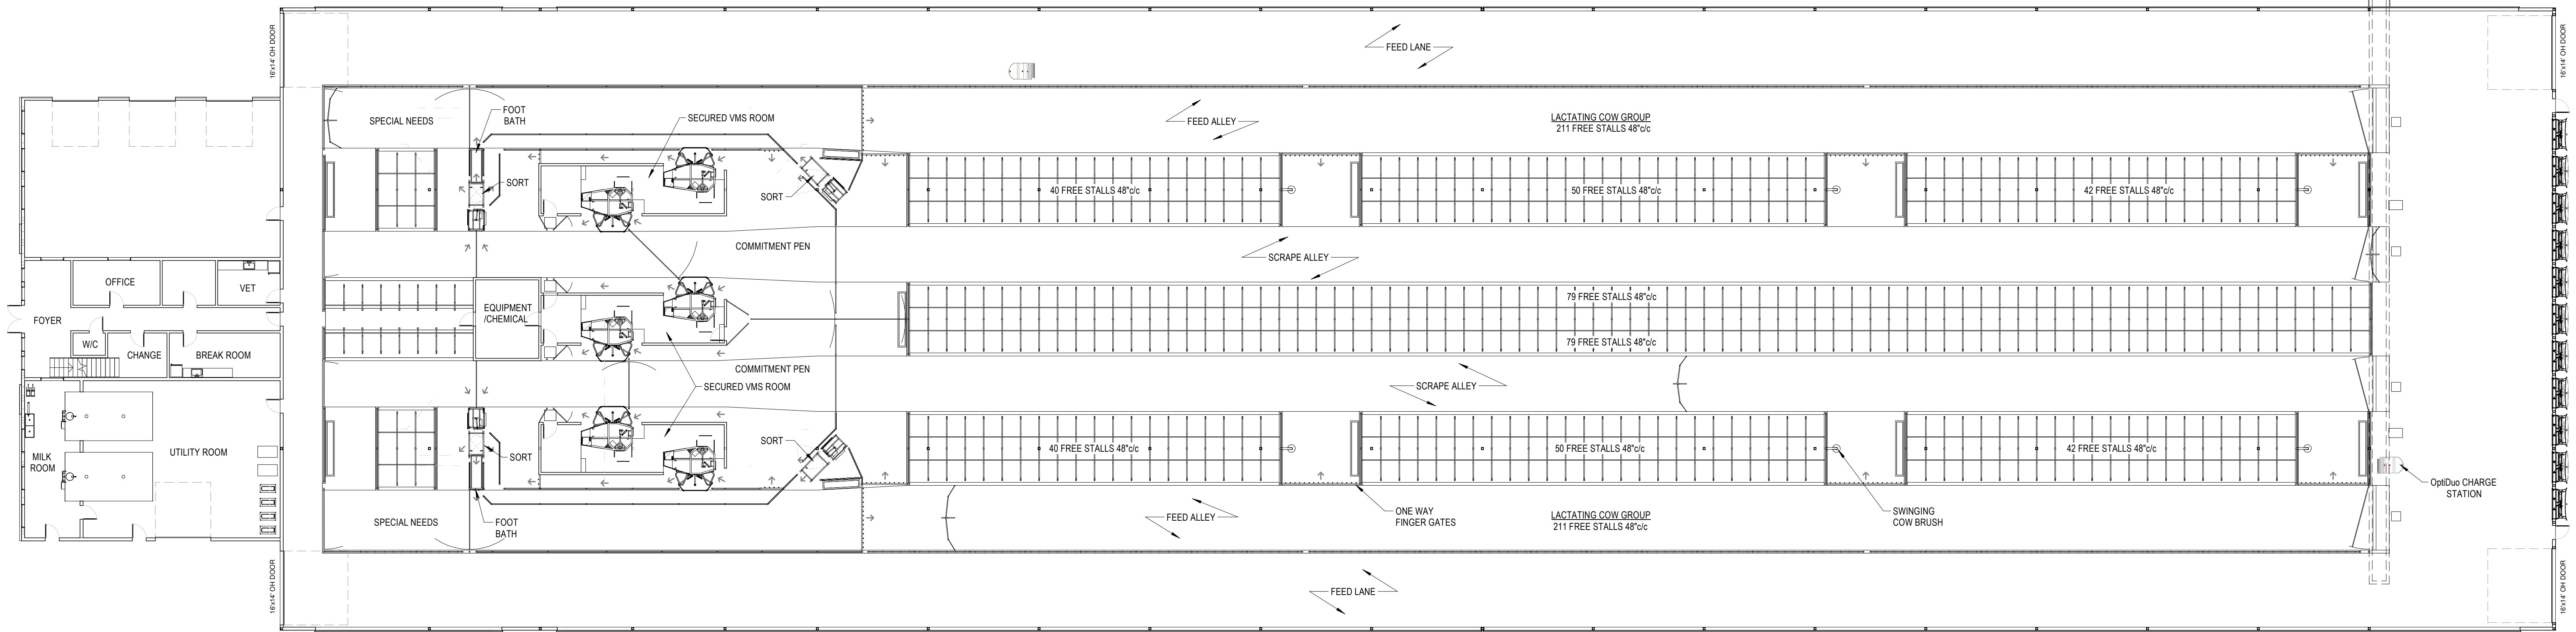 16'x14' OH DOOR
16'x14' OH DOOR
FEED LANE
SPECIAL NEEDS
FOOT
BATH
SECURED VMS ROOM
FEED ALLEY
LACTATING COW GROUP
211 FREE STALLS 48"c/c
SORT
SORT
40 FREE STALLS 48"c/c
50 FREE STALLS 48"c/c
42 FREE STALLS 48"c/c
COMMITMENT PEN
SCRAPE ALLEY
OFFICE
VET
FOYER
EQUIPMENT
/CHEMICAL
79 FREE STALLS 48"c/c
W/C
CHANGE
BREAK ROOM
79 FREE STALLS 48"c/c
COMMITMENT PEN
SECURED VMS ROOM
SCRAPE ALLEY
MILK
ROOM
UTILITY ROOM
SORT
SORT
40 FREE STALLS 48"c/c
50 FREE STALLS 48"c/c
42 FREE STALLS 48"c/c
OptiDuo CHARGE
STATION
SPECIAL NEEDS
FOOT
BATH
FEED ALLEY
ONE WAY
FINGER GATES
LACTATING COW GROUP
211 FREE STALLS 48"c/c
SWINGING
COW BRUSH
16'x14' OH DOOR
FEED LANE
16'x14' OH DOOR